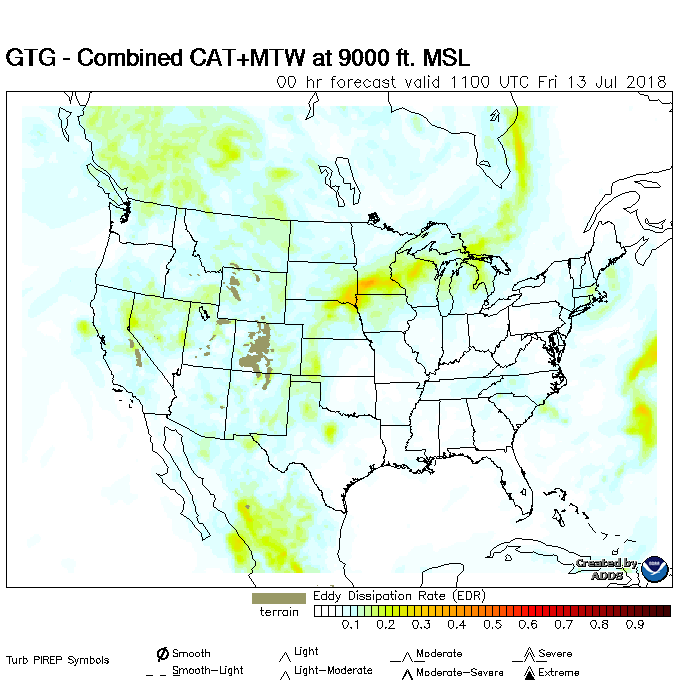 GTG - Combined CAT+MTW at 9000 ft. MSL
00 hr forecast valid 1100 UTC Fri 13 Jul 2018
Created by
ADDS
Eddy Dissipation Rate (EDR)
terrain
0.1 0.2 0.3 0.4 0.5 0.6 0.7 0.8 0.9
Turb PIREP Symbols
Smooth Light Moderate Severe
Smooth-Light Light-Moderate Moderate-Severe Extreme